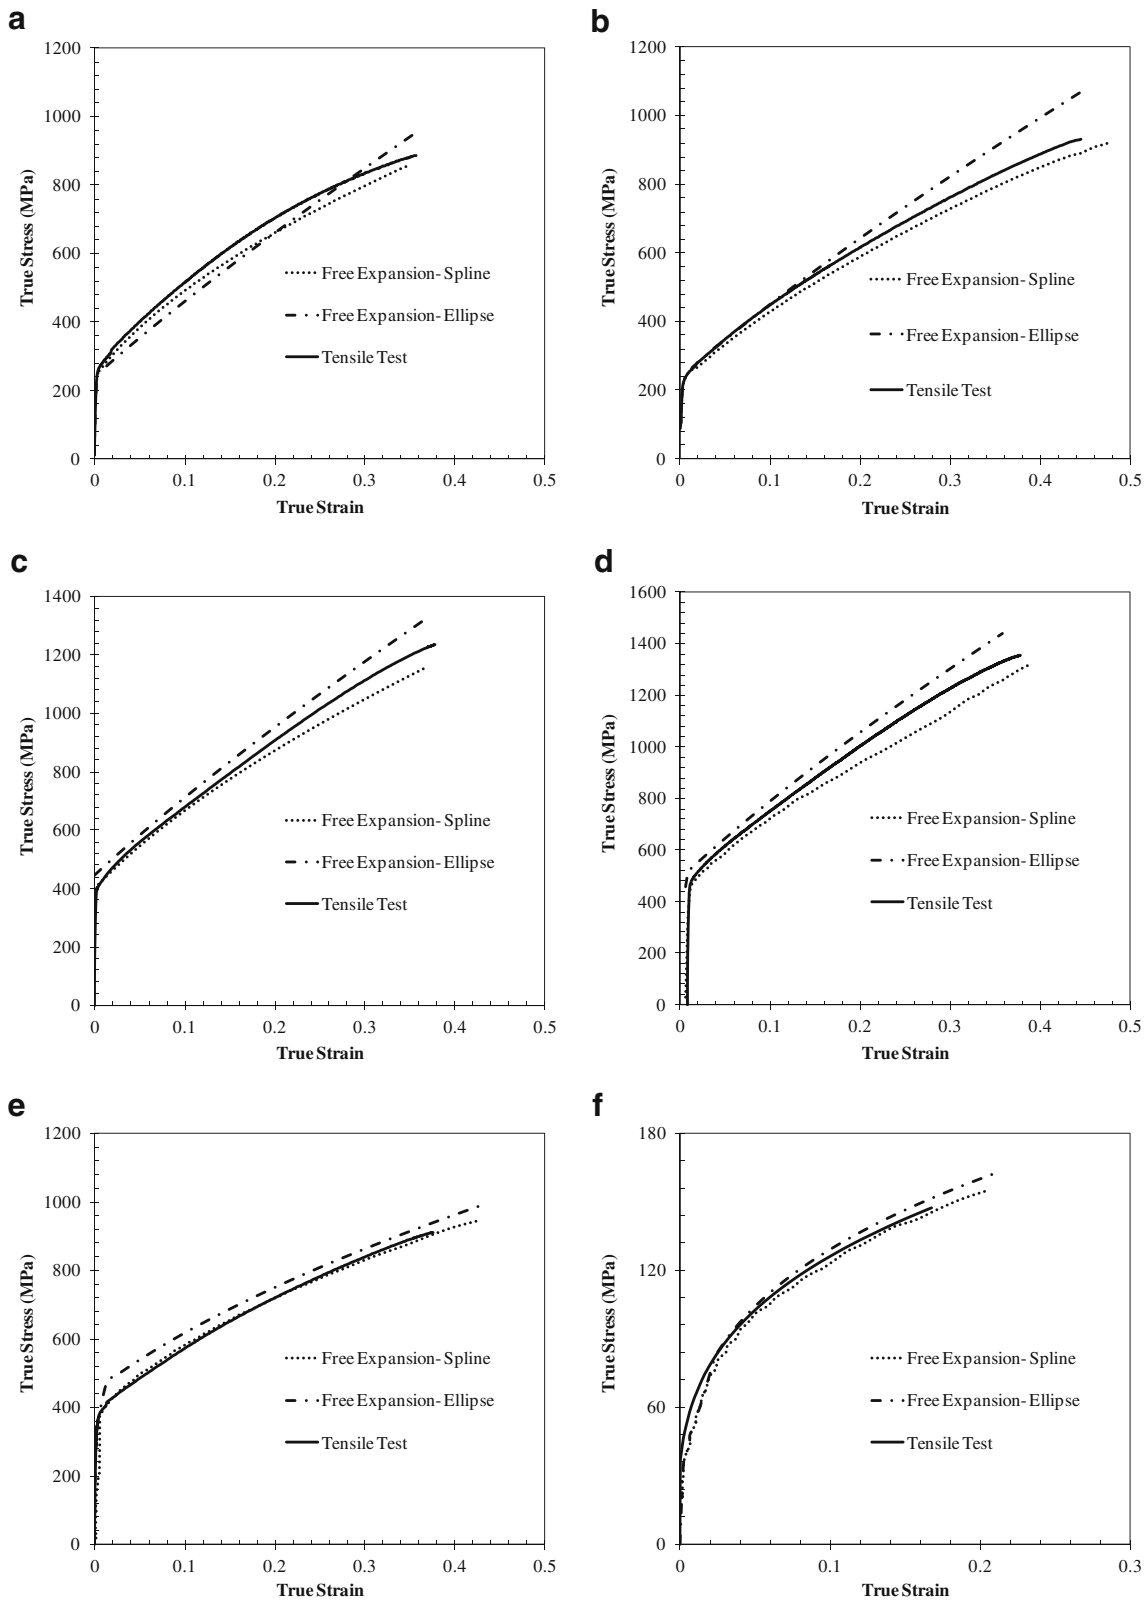 a
1200
1000
800
600
400
200
0
True Stress (MPa)
Free Expansion- Spline
Free Expansion- Ellipse
Tensile Test
0 0.1 0.2 0.3 0.4 0.5
True Strain
b
1200
1000
800
600
400
200
0
True Stress (MPa)
Free Expansion- Spline
Free Expansion- Ellipse
Tensile Test
0 0.1 0.2 0.3 0.4 0.5
True Strain
c
1400
1200
1000
800
600
400
200
0
True Stress (MPa)
Free Expansion- Spline
Free Expansion- Ellipse
Tensile Test
0 0.1 0.2 0.3 0.4 0.5
True Strain
d
1600
1400
1200
1000
800
600
400
200
0
True Stress (MPa)
Free Expansion- Spline
Free Expansion- Ellipse
Tensile Test
0 0.1 0.2 0.3 0.4 0.5
True Strain
e
1200
1000
800
600
400
200
0
True Stress (MPa)
Free Expansion- Spline
Free Expansion- Ellipse
Tensile Test
0 0.1 0.2 0.3 0.4 0.5
True Strain
f
180
120
60
0
True Stress (MPa)
Free Expansion- Spline
Free Expansion- Ellipse
Tensile Test
0 0.1 0.2 0.3
True Strain